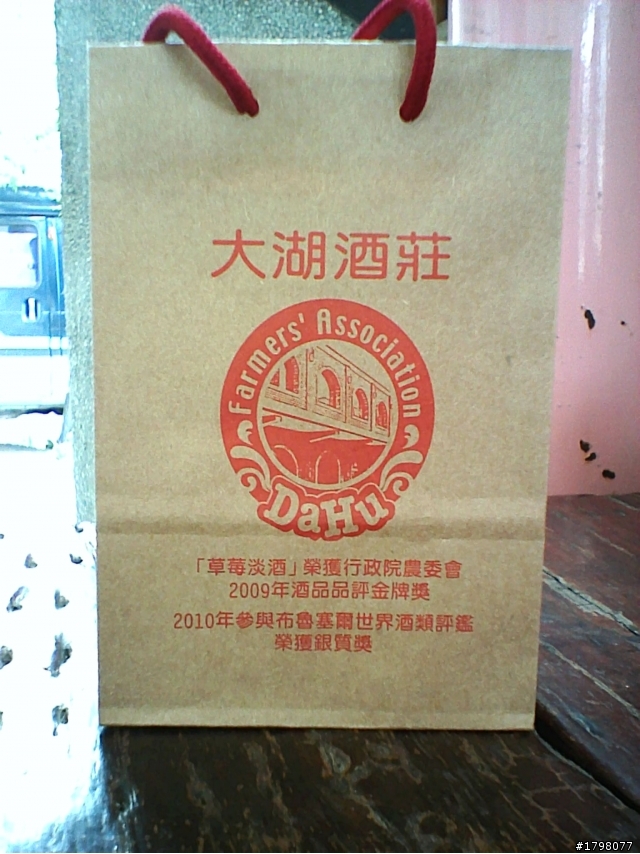 大湖酒莊
Farmers' Association
DaHu
「草莓淡酒」榮獲行政院農委會
2009年酒品品評金牌獎
2010年參與布魯塞爾世界酒類評鑑
榮獲銀質獎
#1798077